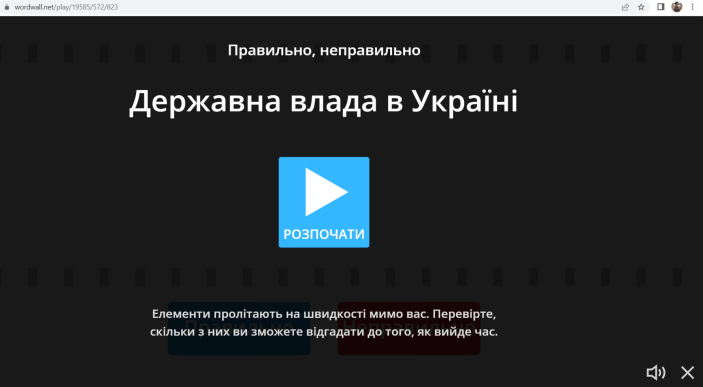 wordwall.net/play/19585/572/823
Правильно, неправильно
Державна влада в Україні
РОЗПОЧАТИ
Елементи пролітають на швидкості мимо вас. Перевірте,
скільки з них ви зможете відгадати до того, як вийде час.